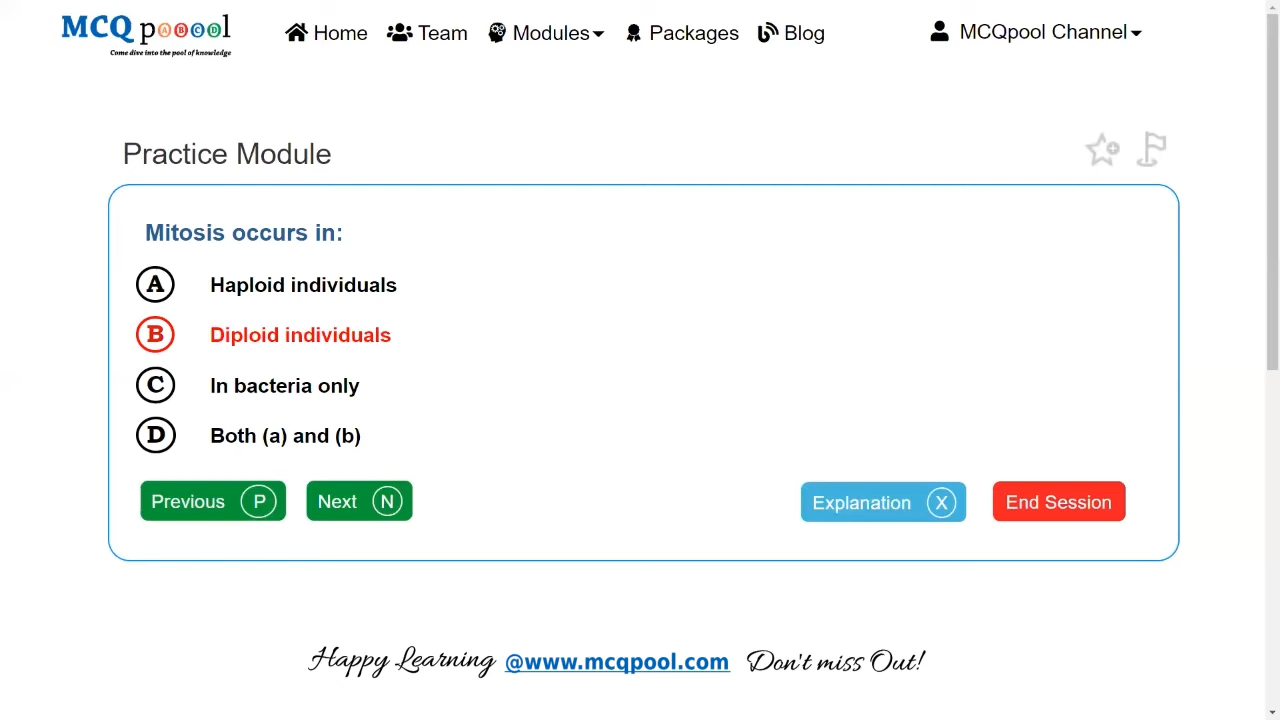 MCQ pABCDl
Come dive into the pool of knowledge
Home Team Modules Packages Blog MCQpool Channel
Practice Module
Mitosis occurs in:
A Haploid individuals
B Diploid individuals
C In bacteria only
D Both (a) and (b)
Previous P Next N Explanation X End Session
Happy Learning @www.mcqpool.com Don't miss Out!